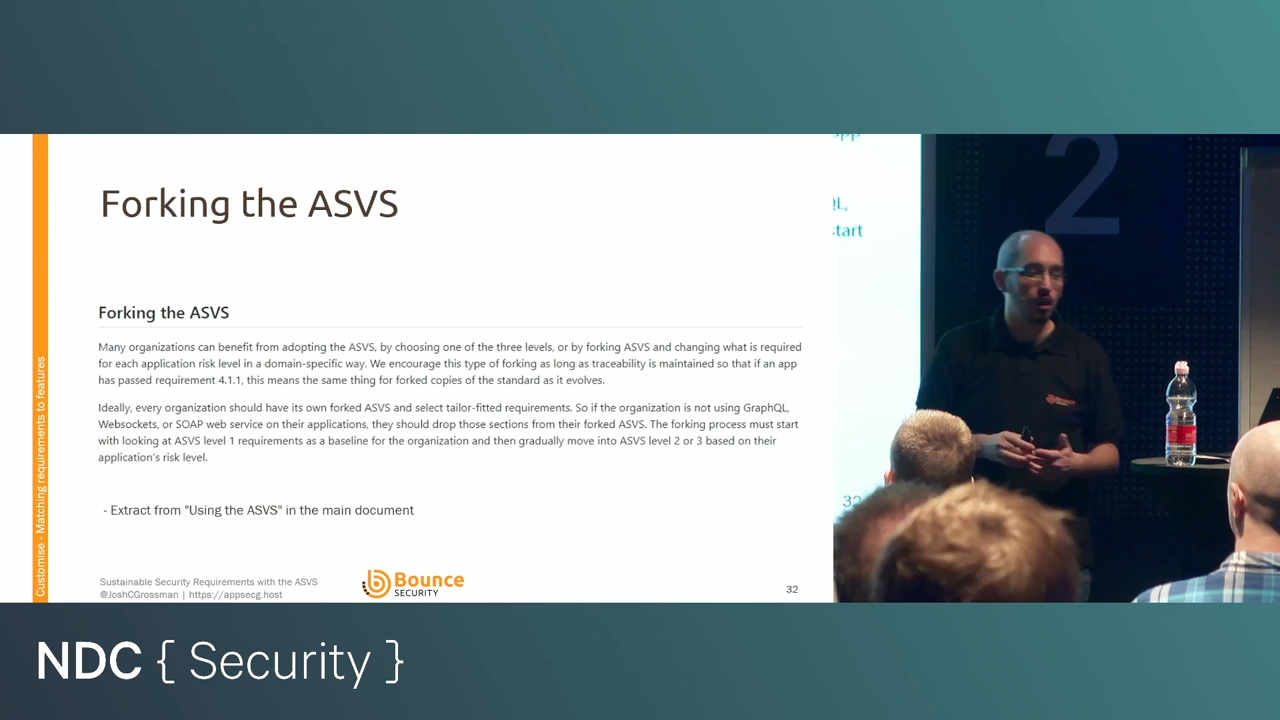 Forking the ASVS
Forking the ASVS
Many organizations can benefit from adopting the ASVS, by choosing one of the three levels, or by forking ASVS and changing what is required
for each application risk level in a domain-specific way. We encourage this type of forking as long as traceability is maintained so that if an app
has passed requirement 4.1.1, this means the same thing for forked copies of the standard as it evolves.
Ideally, every organization should have its own forked ASVS and select tailor-fitted requirements. So if the organization is not using GraphQL,
Websockets, or SOAP web service on their applications, they should drop those sections from their forked ASVS. The forking process must start
with looking at ASVS level 1 requirements as a baseline for the organization and then gradually move into ASVS level 2 or 3 based on their
application's risk level.
- Extract from "Using the ASVS" in the main document
Customise - Matching requirements to features
Sustainable Security Requirements with the ASVS
@JoshCGrossman | https://appsecg.host
Bounce
SECURITY
32
QL,
start
32
2
NDC { Security }